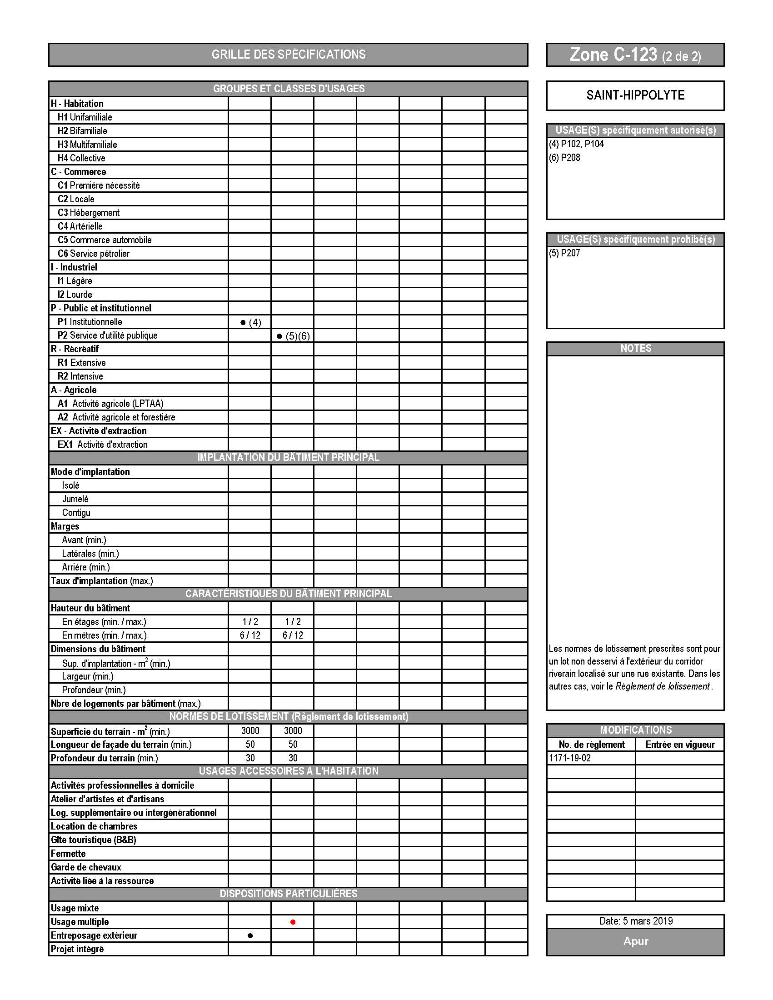 GRILLE DES SPÉCIFICATIONS
Zone C-123 (2 de 2)
GROUPES ET CLASSES D'USAGES
H - Habitation
H1 Unifamiliale
H2 Bifamiliale
H3 Multifamiliale
H4 Collective
C - Commerce
C1 Première nécessité
C2 Locale
C3 Hébergement
C4 Artérielle
C5 Commerce automobile
C6 Service pétrolier
I - Industriel
I1 Légère
I2 Lourde
P - Public et institutionnel
P1 Institutionnelle ● (4)
P2 Service d'utilité publique ● (5)(6)
R - Récréatif
R1 Extensive
R2 Intensive
A - Agricole
A1 Activité agricole (LPTAA)
A2 Activité agricole et forestière
EX - Activité d'extraction
EX1 Activité d'extraction
IMPLANTATION DU BÂTIMENT PRINCIPAL
Mode d'implantation
Isolé
Jumelé
Contigu
Marges
Avant (min.)
Latérales (min.)
Arrière (min.)
Taux d'implantation (max.)
CARACTÉRISTIQUES DU BÂTIMENT PRINCIPAL
Hauteur du bâtiment
En étages (min. / max.) 1 / 2 1 / 2
En mètres (min. / max.) 6 / 12 6 / 12
Dimensions du bâtiment
Sup. d'implantation - m² (min.)
Largeur (min.)
Profondeur (min.)
Nbre de logements par bâtiment (max.)
NORMES DE LOTISSEMENT (Règlement de lotissement)
Superficie du terrain - m² (min.) 3000 3000
Longueur de façade du terrain (min.) 50 50
Profondeur du terrain (min.) 30 30
USAGES ACCESSOIRES À L'HABITATION
Activités professionnelles à domicile
Atelier d'artistes et d'artisans
Log. supplémentaire ou intergénérationnel
Location de chambres
Gîte touristique (B&B)
Fermette
Garde de chevaux
Activité liée à la ressource
DISPOSITIONS PARTICULIÈRES
Usage mixte
Usage multiple ●
Entreposage extérieur ●
Projet intégré
SAINT-HIPPOLYTE
USAGE(S) spécifiquement autorisé(s)
(4) P102, P104
(6) P208
USAGE(S) spécifiquement prohibé(s)
(5) P207
NOTES
Les normes de lotissement prescrites sont pour
un lot non desservi à l'extérieur du corridor
riverain localisé sur une rue existante. Dans les
autres cas, voir le Règlement de lotissement .
MODIFICATIONS
No. de règlement Entrée en vigueur
1171-19-02
Date: 5 mars 2019
Apur